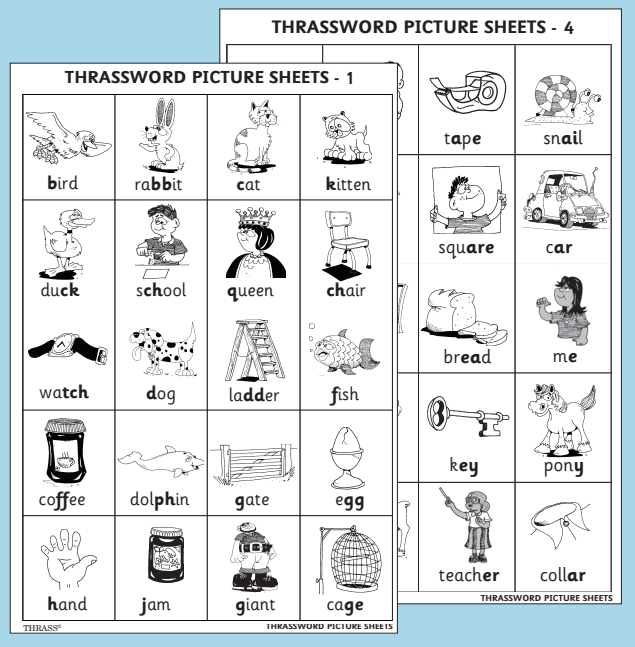 THRASSWORD PICTURE SHEETS - 4
tape snail
square car
bread me
key pony
teacher collar
THRASSWORD PICTURE SHEETS
THRASSWORD PICTURE SHEETS - 1
bird rabbit cat kitten
duck school queen chair
watch dog ladder fish
coffee dolphin gate egg
hand jam giant cage
THRASS® THRASSWORD PICTURE SHEETS